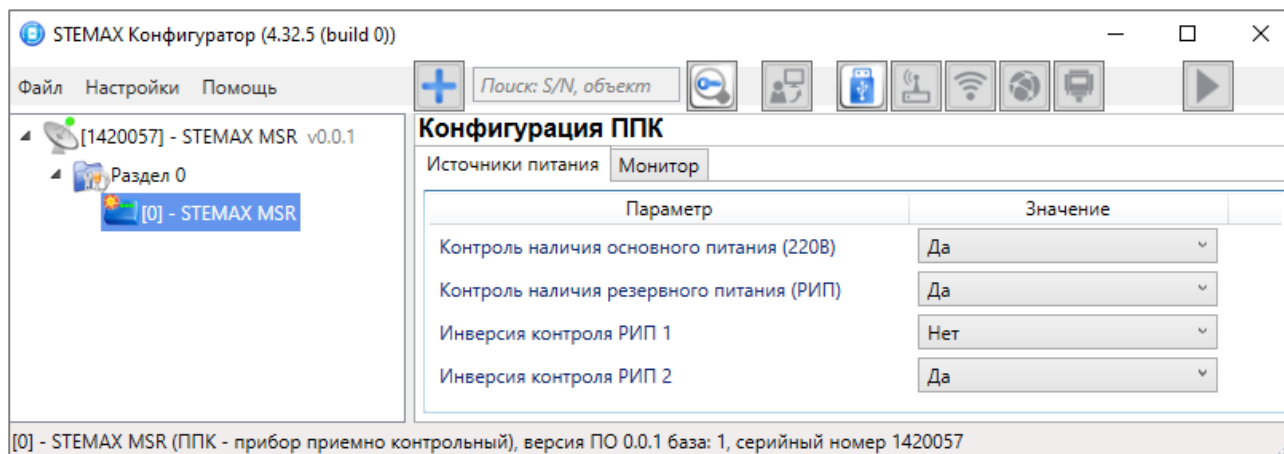 STEMAX Конфигуратор (4.32.5 (build 0))
Файл Настройки Помощь
Поиск: S/N, объект
[1420057] - STEMAX MSR v0.0.1
Раздел 0
[0] - STEMAX MSR
Конфигурация ППК
Источники питания Монитор
Параметр Значение
Контроль наличия основного питания (220В) Да
Контроль наличия резервного питания (РИП) Да
Инверсия контроля РИП 1 Нет
Инверсия контроля РИП 2 Да
[0] - STEMAX MSR (ППК - прибор приемно контрольный), версия ПО 0.0.1 база: 1, серийный номер 1420057